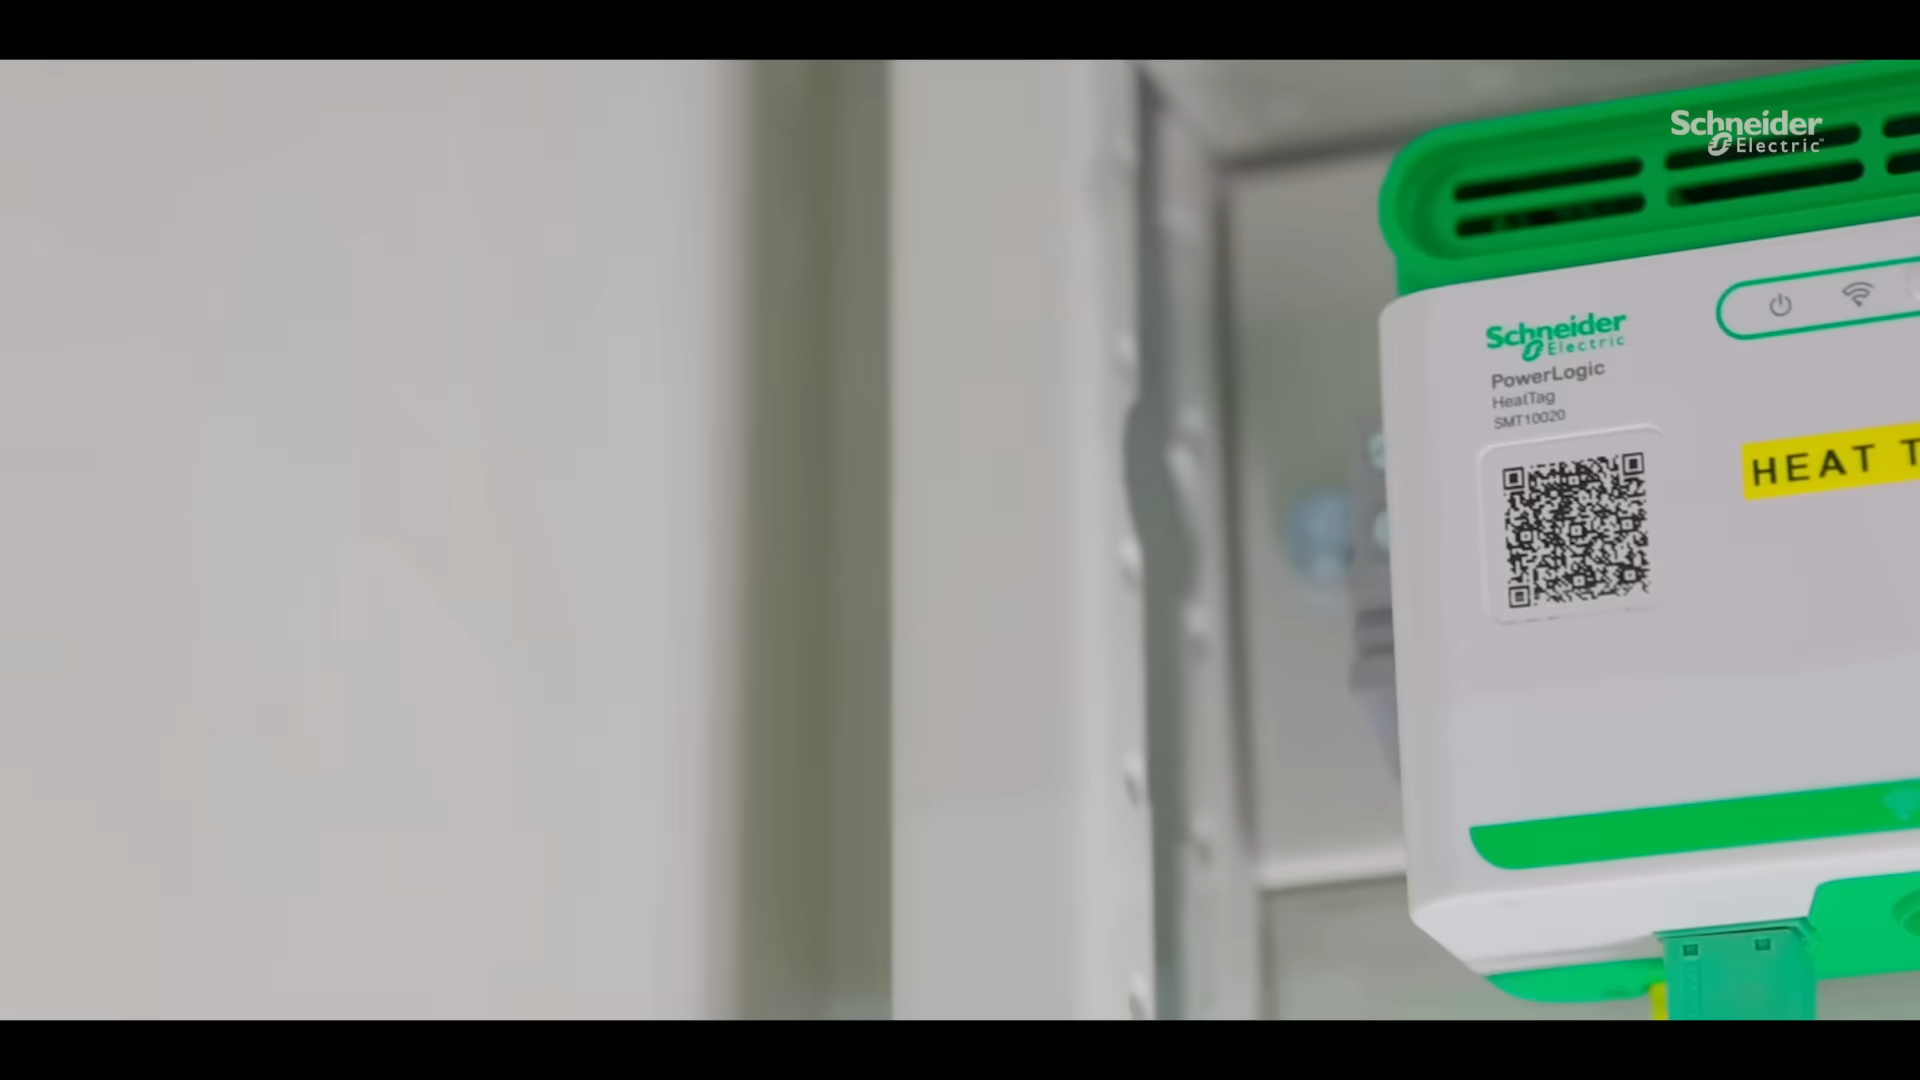 Schneider
Electric
Schneider
Electric
PowerLogic
HeatTag
SMT10020
HEAT T